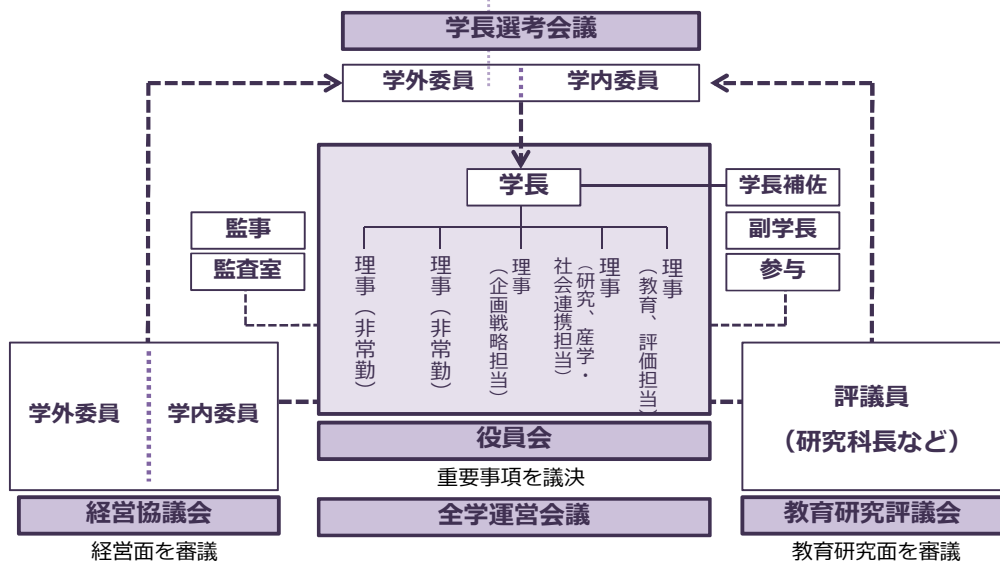 学長選考会議
学外委員
学内委員
学長
学長補佐
副学長
参与
監事
監査室
理事（非常勤）
理事（非常勤）
理事
（企画戦略担当）
理事
（研究、産学・
社会連携担当）
理事
（教育、評価担当）
学外委員
学内委員
評議員
（研究科長など）
役員会
重要事項を議決
経営協議会
経営面を審議
全学運営会議
教育研究評議会
教育研究面を審議